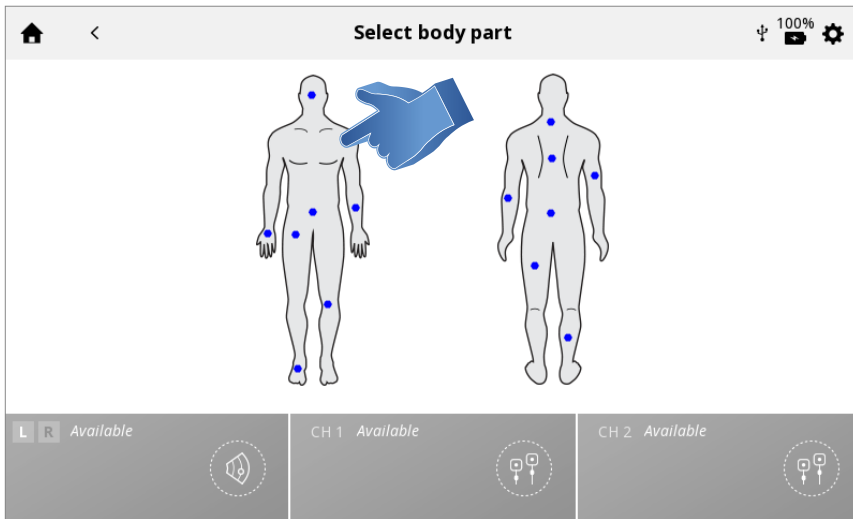 Select body part
100%
L R Available
CH 1 Available
CH 2 Available